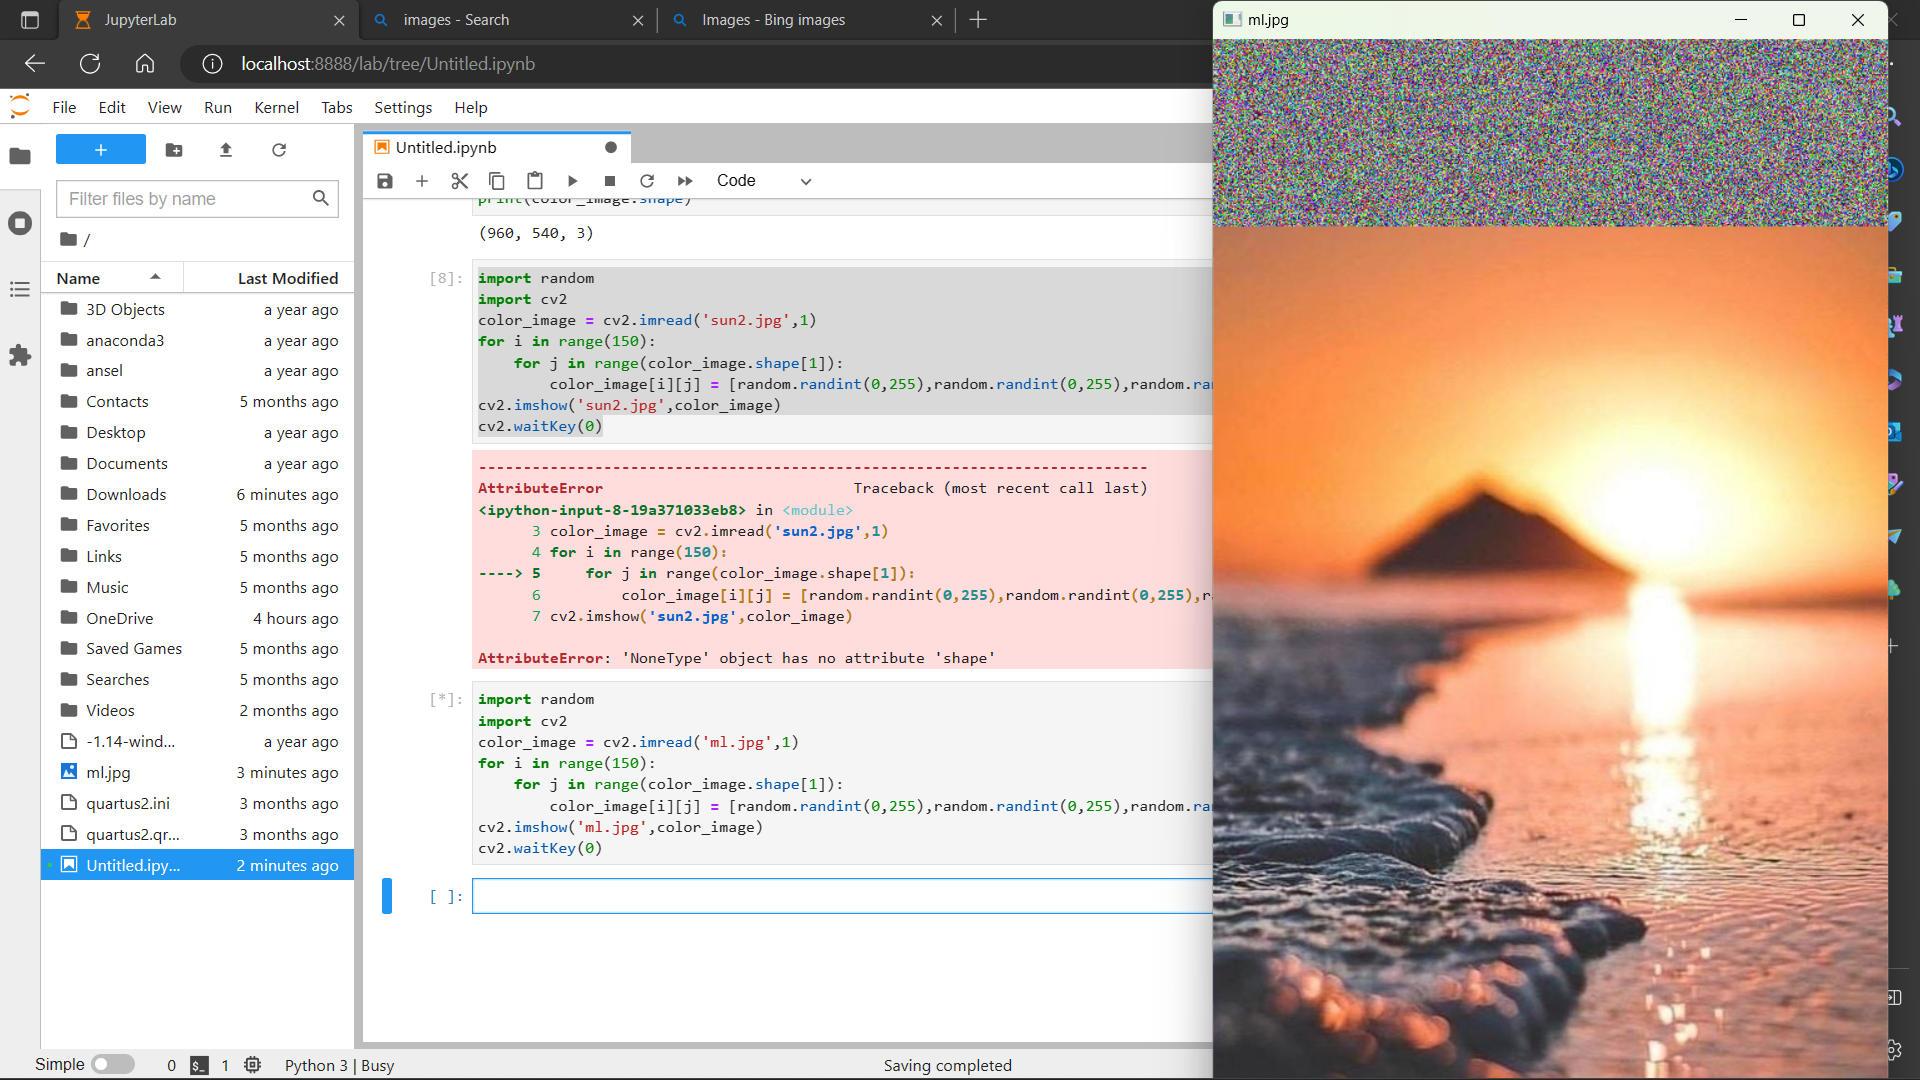 JupyterLab
images - Search
Images - Bing images
ml.jpg
localhost:8888/lab/tree/Untitled.ipynb
File Edit View Run Kernel Tabs Settings Help
Untitled.ipynb
Code
Filter files by name
/
Name Last Modified
3D Objects a year ago
anaconda3 a year ago
ansel a year ago
Contacts 5 months ago
Desktop a year ago
Documents a year ago
Downloads 6 minutes ago
Favorites 5 months ago
Links 5 months ago
Music 5 months ago
OneDrive 4 hours ago
Saved Games 5 months ago
Searches 5 months ago
Videos 2 months ago
-1.14-wind... a year ago
ml.jpg 3 minutes ago
quartus2.ini 3 months ago
quartus2.qr... 3 months ago
Untitled.ipy... 2 minutes ago
print(color_image.shape)
(960, 540, 3)
[8]:
import random
import cv2
color_image = cv2.imread('sun2.jpg',1)
for i in range(150):
    for j in range(color_image.shape[1]):
        color_image[i][j] = [random.randint(0,255),random.randint(0,255),random.ra
cv2.imshow('sun2.jpg',color_image)
cv2.waitKey(0)
---------------------------------------------------------------------------
AttributeError Traceback (most recent call last)
<ipython-input-8-19a371033eb8> in <module>
      3 color_image = cv2.imread('sun2.jpg',1)
      4 for i in range(150):
----> 5     for j in range(color_image.shape[1]):
      6         color_image[i][j] = [random.randint(0,255),random.randint(0,255),r
      7 cv2.imshow('sun2.jpg',color_image)
AttributeError: 'NoneType' object has no attribute 'shape'
[*]:
import random
import cv2
color_image = cv2.imread('ml.jpg',1)
for i in range(150):
    for j in range(color_image.shape[1]):
        color_image[i][j] = [random.randint(0,255),random.randint(0,255),random.ra
cv2.imshow('ml.jpg',color_image)
cv2.waitKey(0)
[ ]:
Simple 0 $_ 1 Python 3 | Busy Saving completed